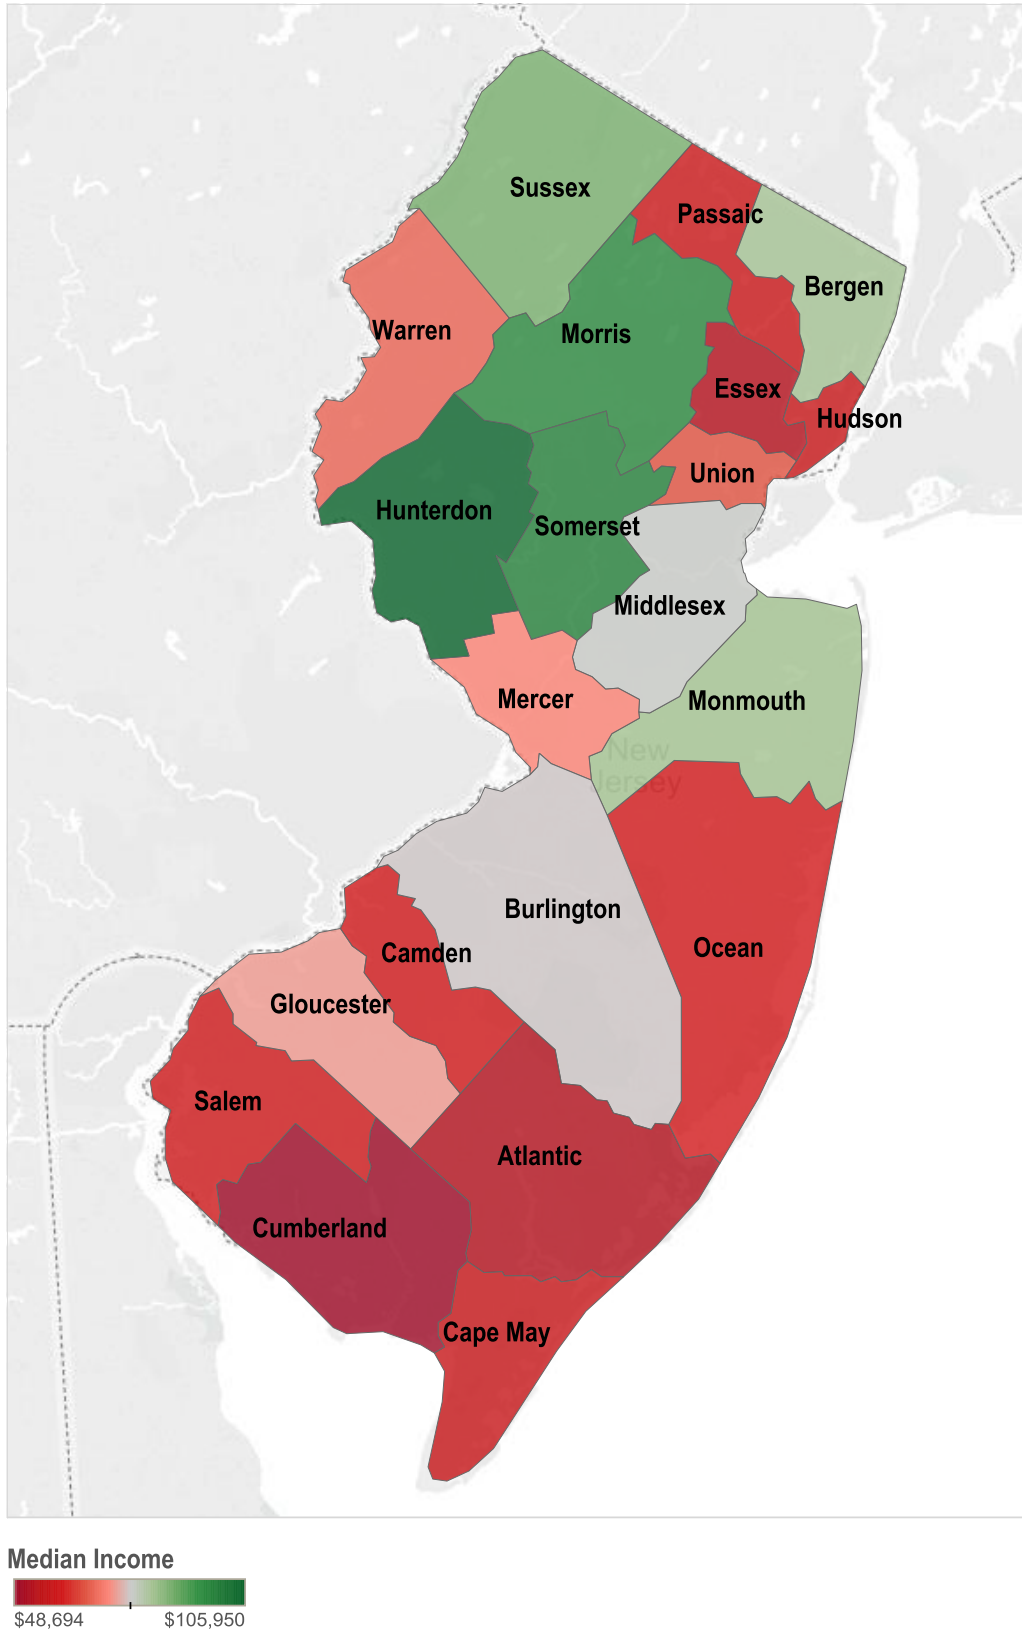 Sussex
Passaic
Bergen
Warren
Morris
Essex
Hudson
Union
Hunterdon
Somerset
Middlesex
Mercer
Monmouth
New
Jersey
Burlington
Ocean
Camden
Gloucester
Salem
Atlantic
Cumberland
Cape May
Median Income
$48,694 $105,950